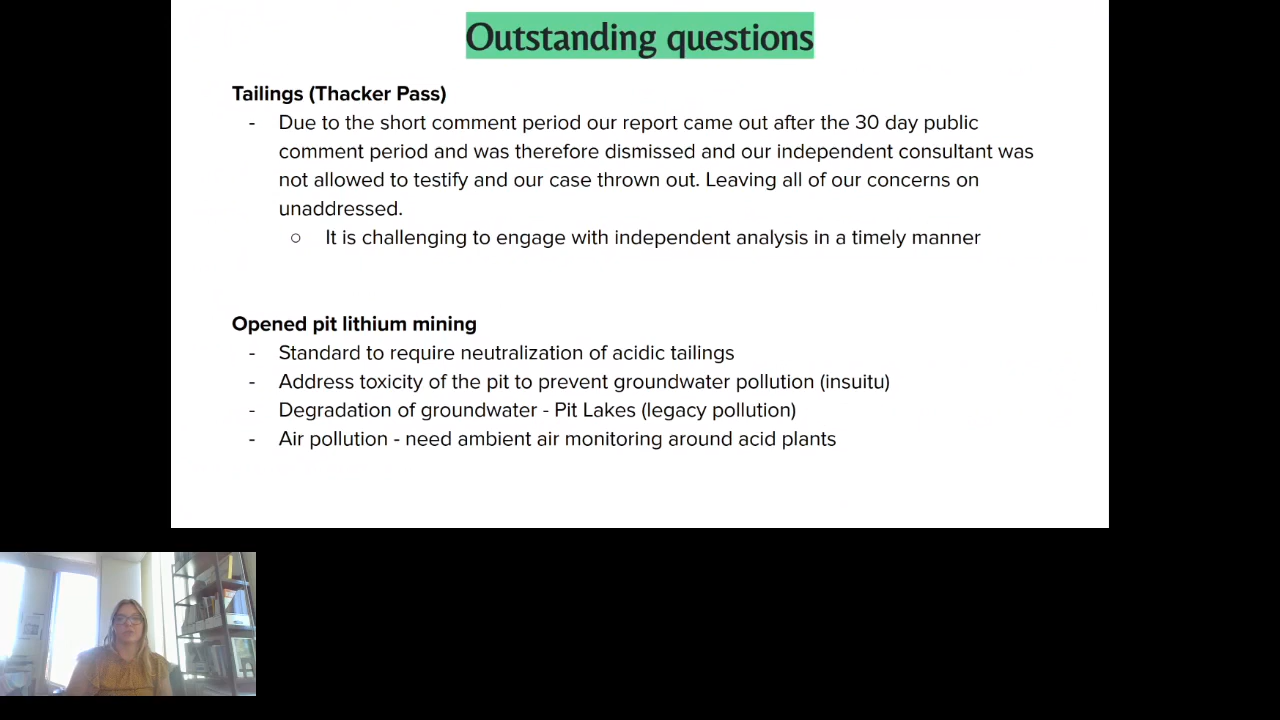 Outstanding questions
Tailings (Thacker Pass)
- Due to the short comment period our report came out after the 30 day public
comment period and was therefore dismissed and our independent consultant was
not allowed to testify and our case thrown out. Leaving all of our concerns on
unaddressed.
○ It is challenging to engage with independent analysis in a timely manner
Opened pit lithium mining
- Standard to require neutralization of acidic tailings
- Address toxicity of the pit to prevent groundwater pollution (insuitu)
- Degradation of groundwater - Pit Lakes (legacy pollution)
- Air pollution - need ambient air monitoring around acid plants